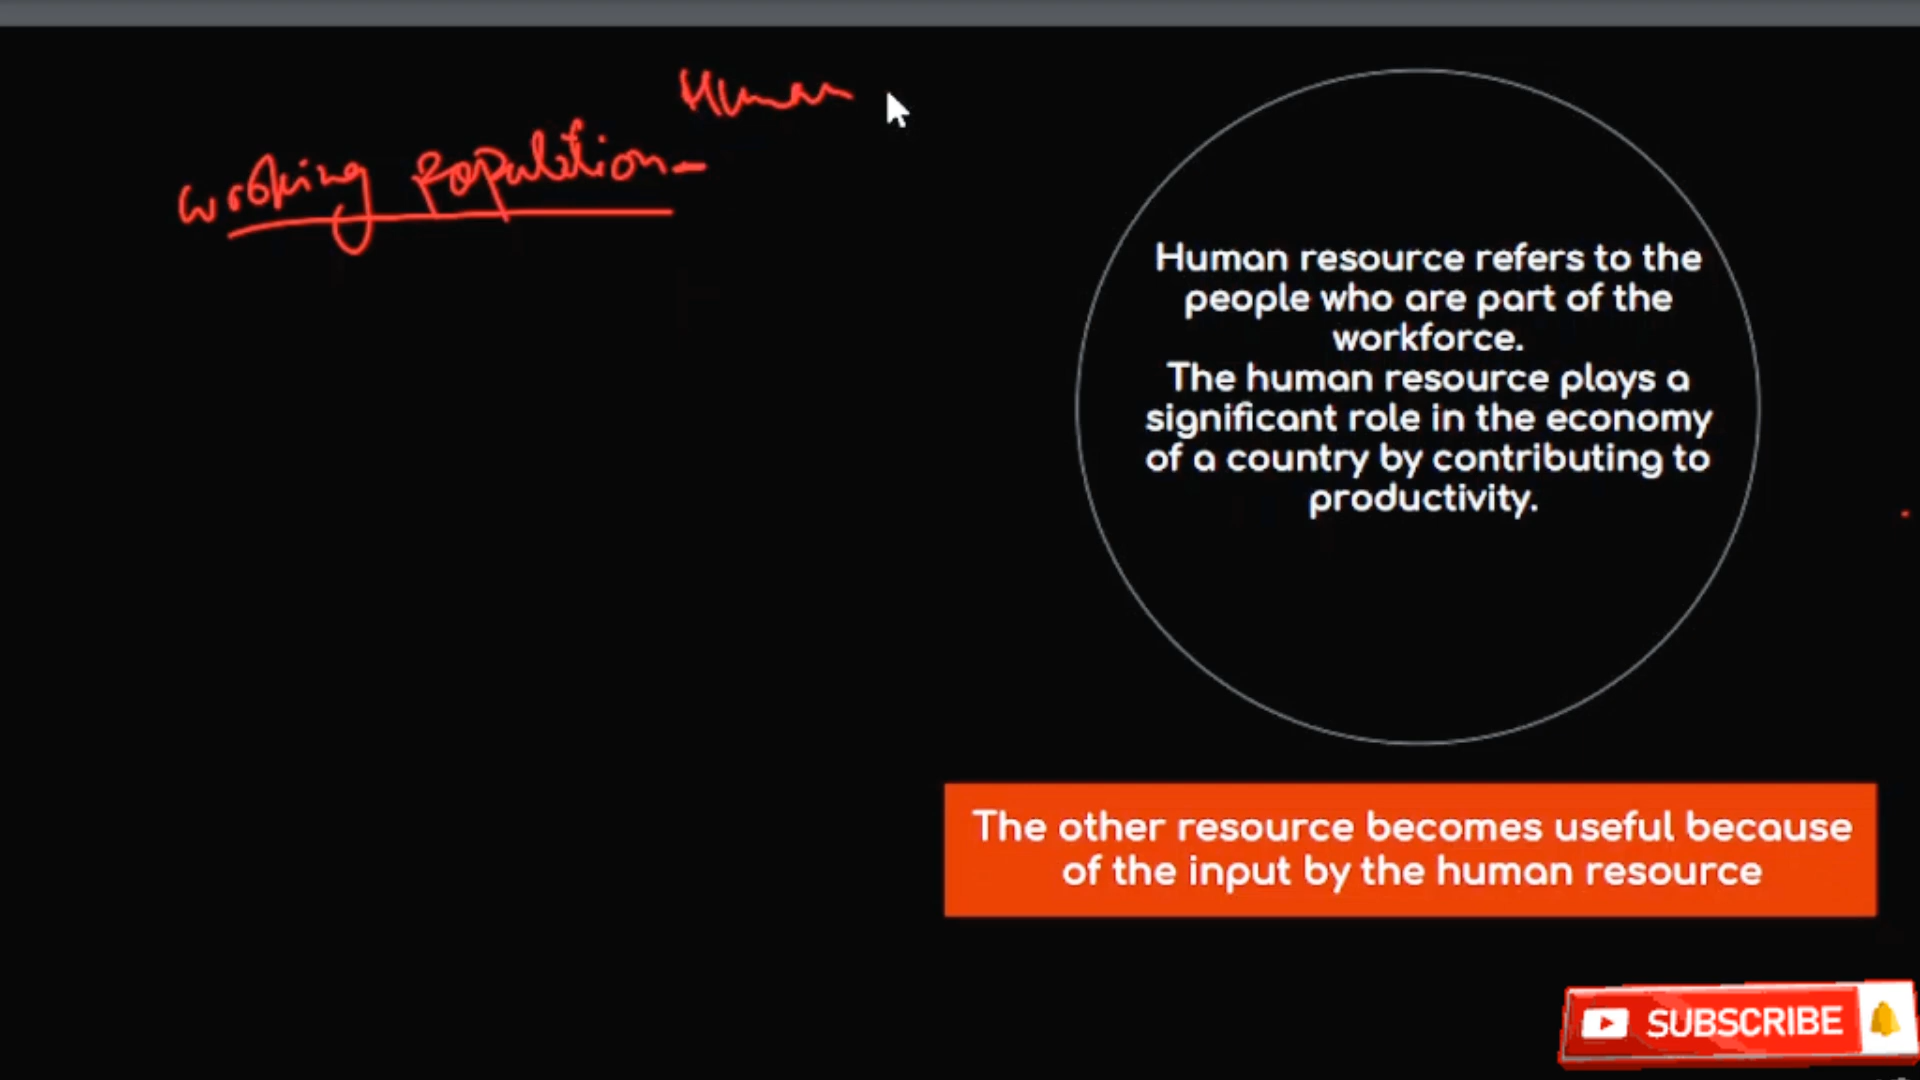 Human
working population-
Human resource refers to the
people who are part of the
workforce.
The human resource plays a
significant role in the economy
of a country by contributing to
productivity.
The other resource becomes useful because
of the input by the human resource
SUBSCRIBE